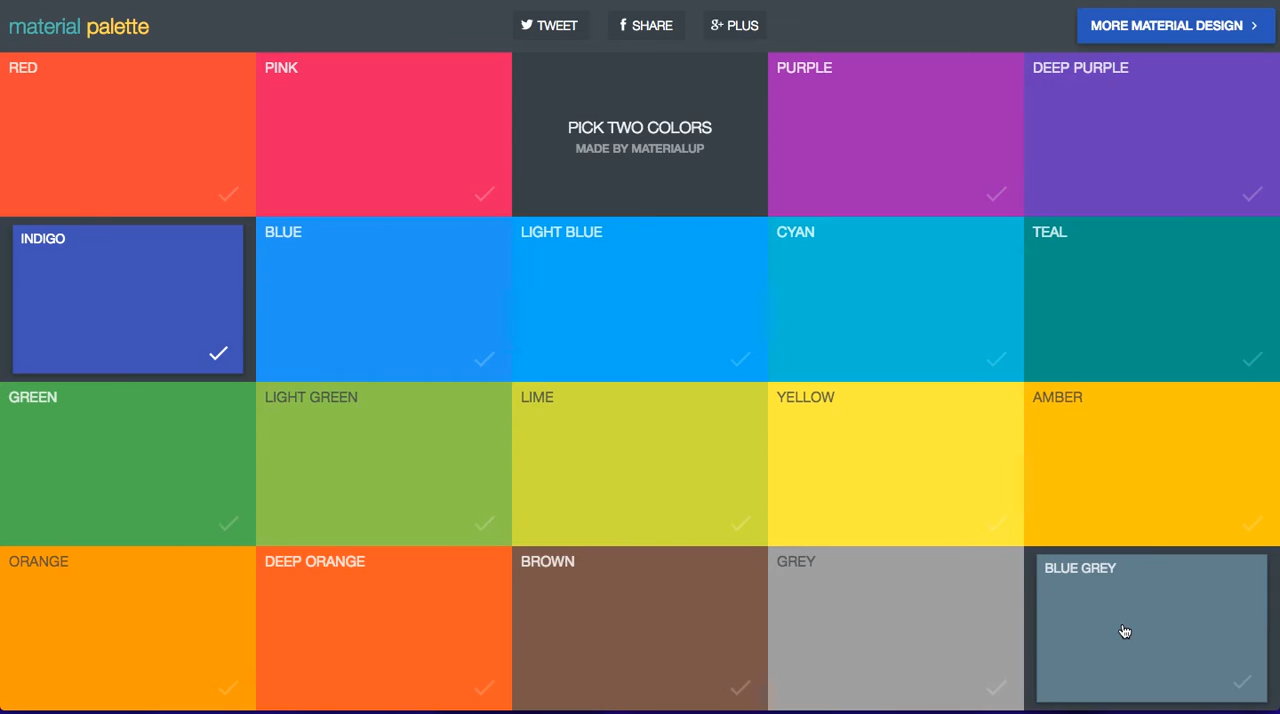 material palette
TWEET
SHARE
PLUS
MORE MATERIAL DESIGN
RED
PINK
PICK TWO COLORS
MADE BY MATERIALUP
PURPLE
DEEP PURPLE
INDIGO
BLUE
LIGHT BLUE
CYAN
TEAL
GREEN
LIGHT GREEN
LIME
YELLOW
AMBER
ORANGE
DEEP ORANGE
BROWN
GREY
BLUE GREY